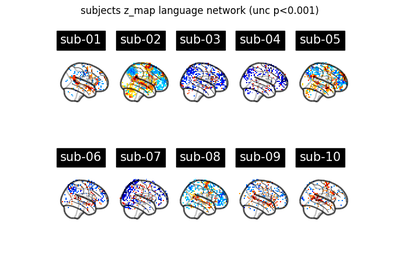 subjects z_map language network (unc p<0.001)
sub-01 sub-02 sub-03 sub-04 sub-05
sub-06 sub-07 sub-08 sub-09 sub-10